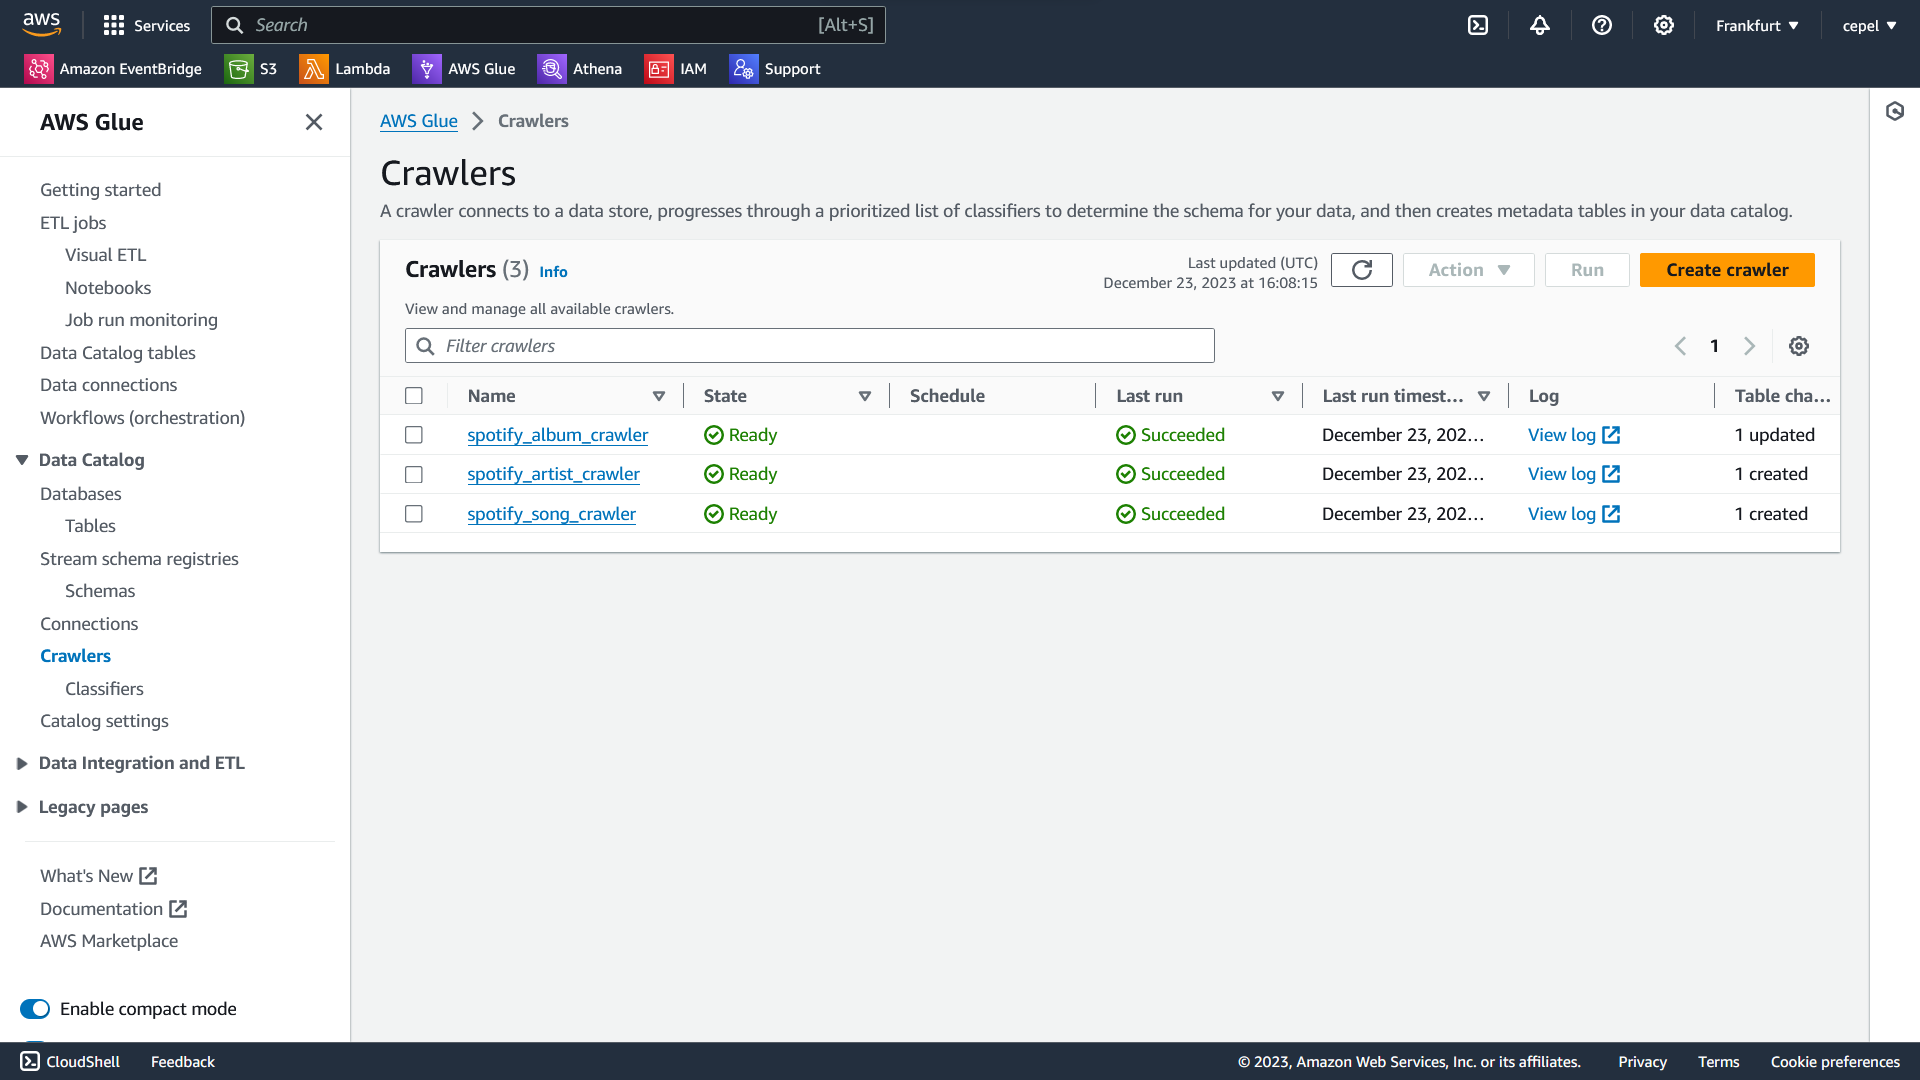 aws
Services
Search [Alt+S]
Frankfurt
cepel
Amazon EventBridge
S3
Lambda
AWS Glue
Athena
IAM
Support
AWS Glue
Getting started
ETL jobs
Visual ETL
Notebooks
Job run monitoring
Data Catalog tables
Data connections
Workflows (orchestration)
Data Catalog
Databases
Tables
Stream schema registries
Schemas
Connections
Crawlers
Classifiers
Catalog settings
Data Integration and ETL
Legacy pages
What's New
Documentation
AWS Marketplace
Enable compact mode
AWS Glue > Crawlers
Crawlers
A crawler connects to a data store, progresses through a prioritized list of classifiers to determine the schema for your data, and then creates metadata tables in your data catalog.
Crawlers (3) Info
Last updated (UTC)
December 23, 2023 at 16:08:15
Action
Run
Create crawler
View and manage all available crawlers.
Filter crawlers
1
Name State Schedule Last run Last run timest... Log Table cha...
spotify_album_crawler Ready Succeeded December 23, 202... View log 1 updated
spotify_artist_crawler Ready Succeeded December 23, 202... View log 1 created
spotify_song_crawler Ready Succeeded December 23, 202... View log 1 created
CloudShell Feedback © 2023, Amazon Web Services, Inc. or its affiliates. Privacy Terms Cookie preferences